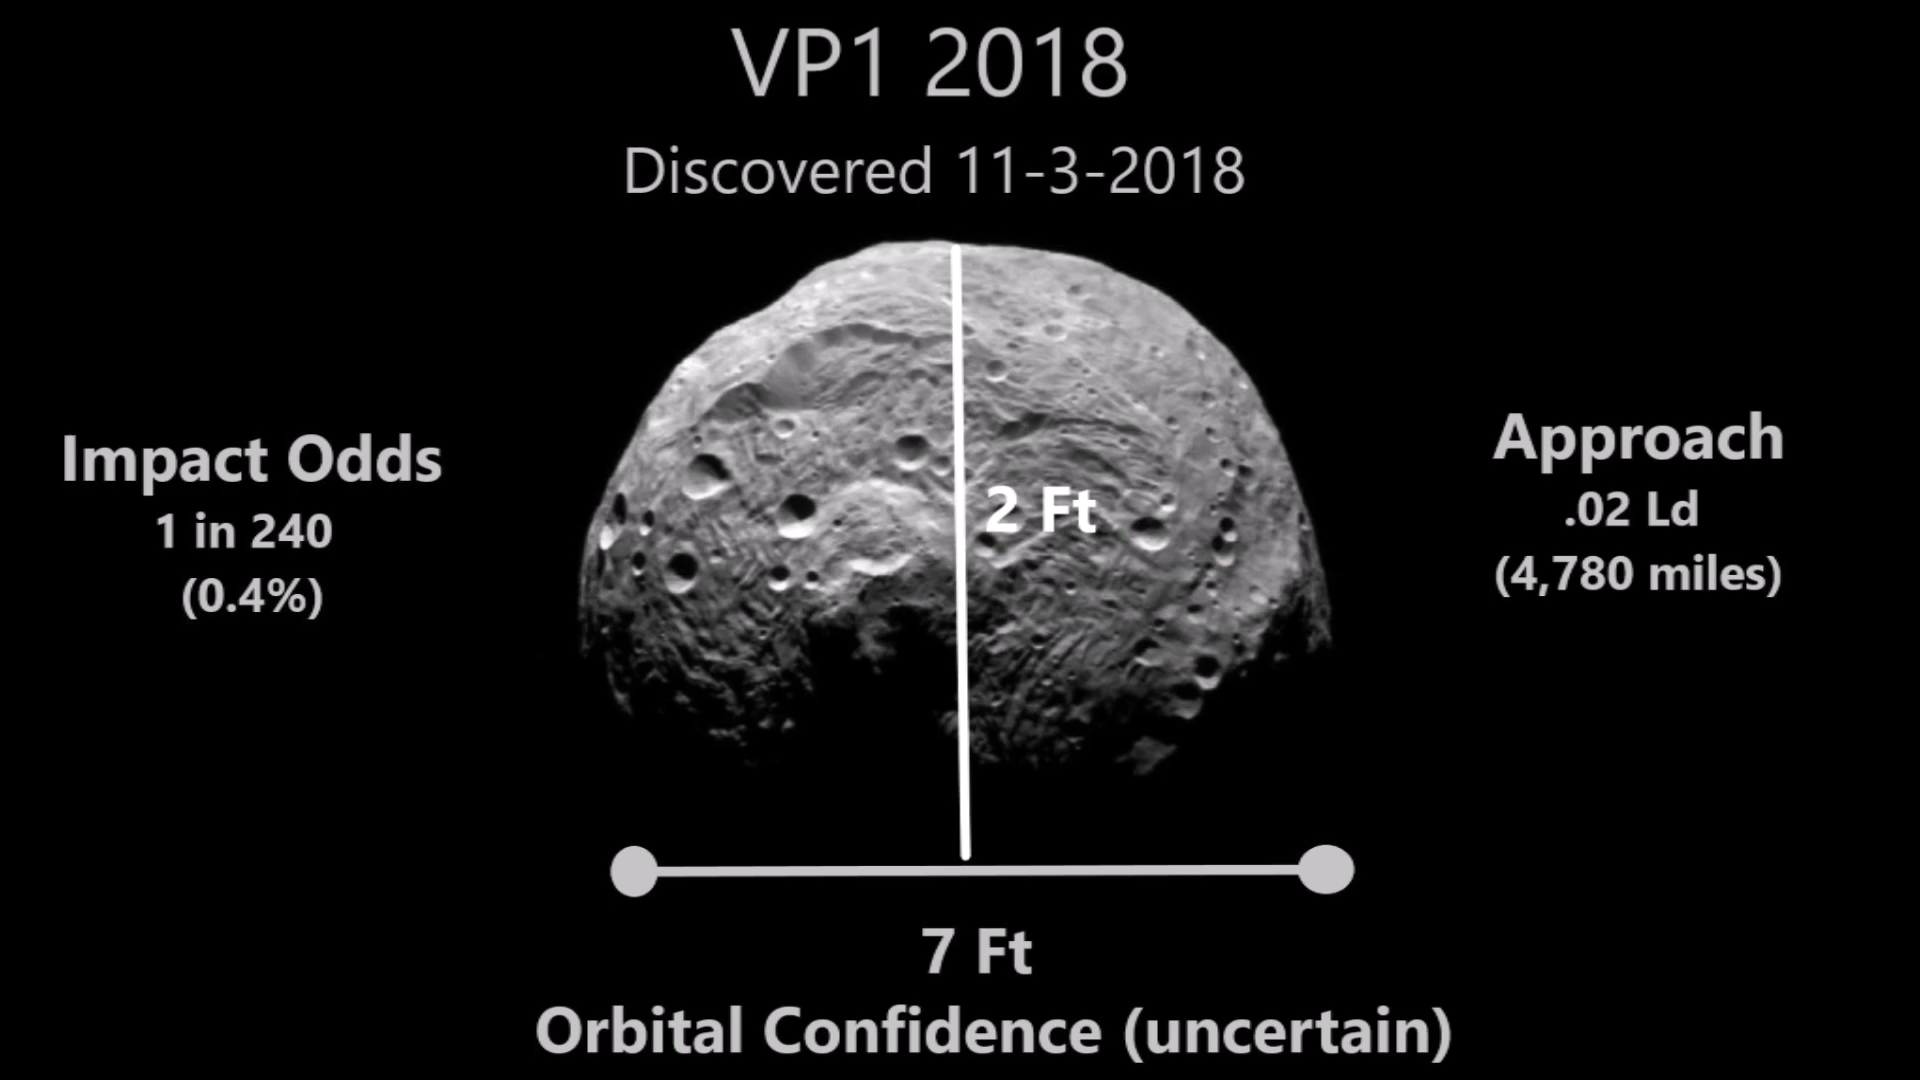 VP1 2018
Discovered 11-3-2018
Impact Odds
1 in 240
(0.4%)
2 Ft
Approach
.02 Ld
(4,780 miles)
7 Ft
Orbital Confidence (uncertain)